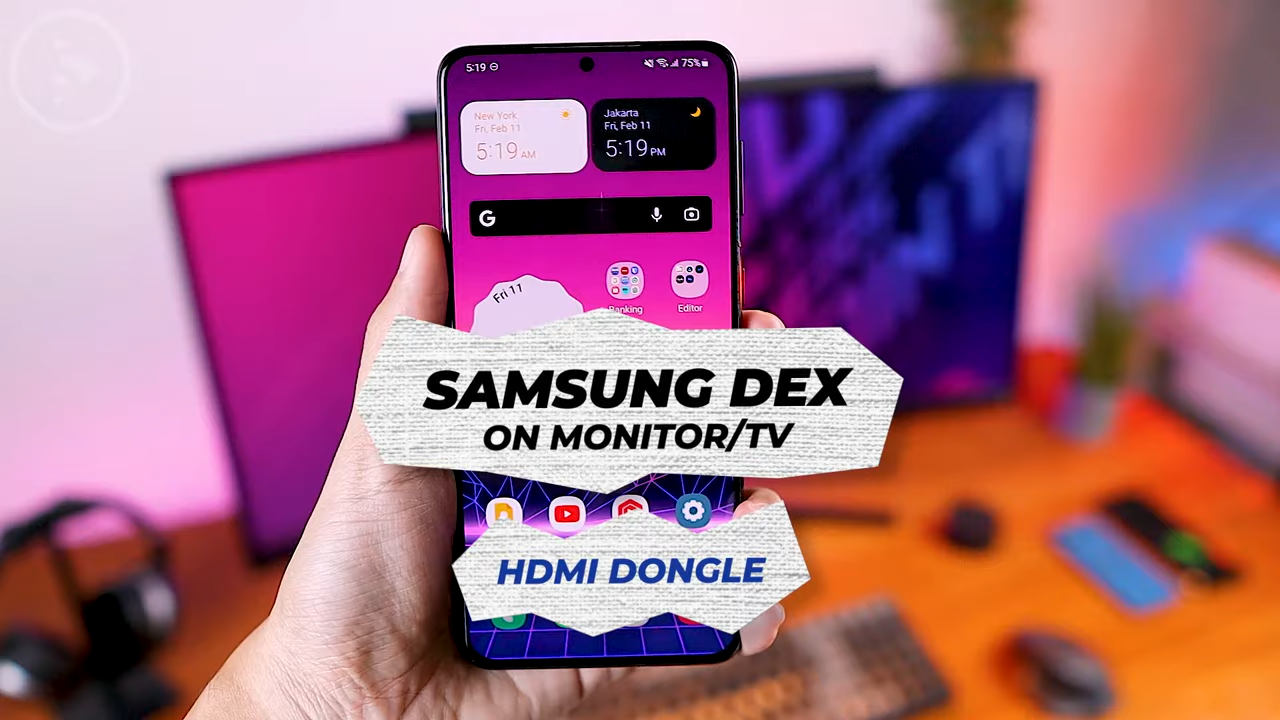 5:19
75%
New York
Fri, Feb 11
5:19 AM
Jakarta
Fri, Feb 11
5:19 PM
G
Fri 11
Banking
Editor
SAMSUNG DEX
ON MONITOR/TV
HDMI DONGLE